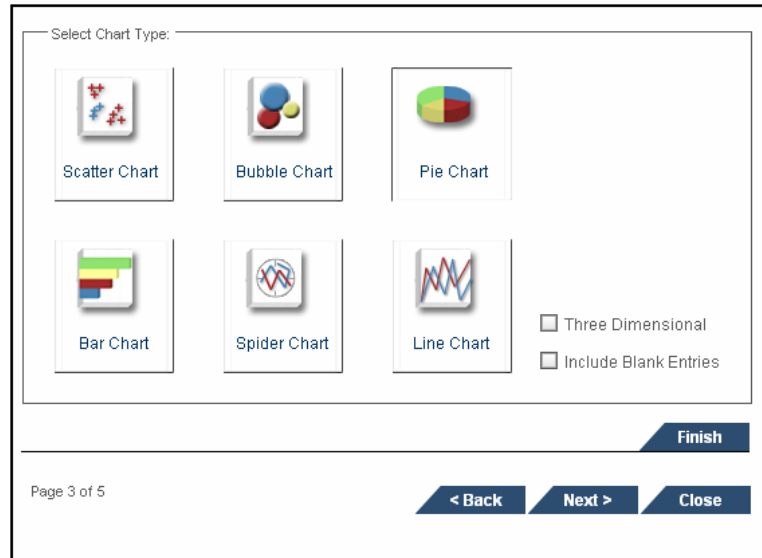 Select Chart Type:
Scatter Chart
Bubble Chart
Pie Chart
Bar Chart
Spider Chart
Line Chart
Three Dimensional
Include Blank Entries
Finish
Page 3 of 5
< Back
Next >
Close